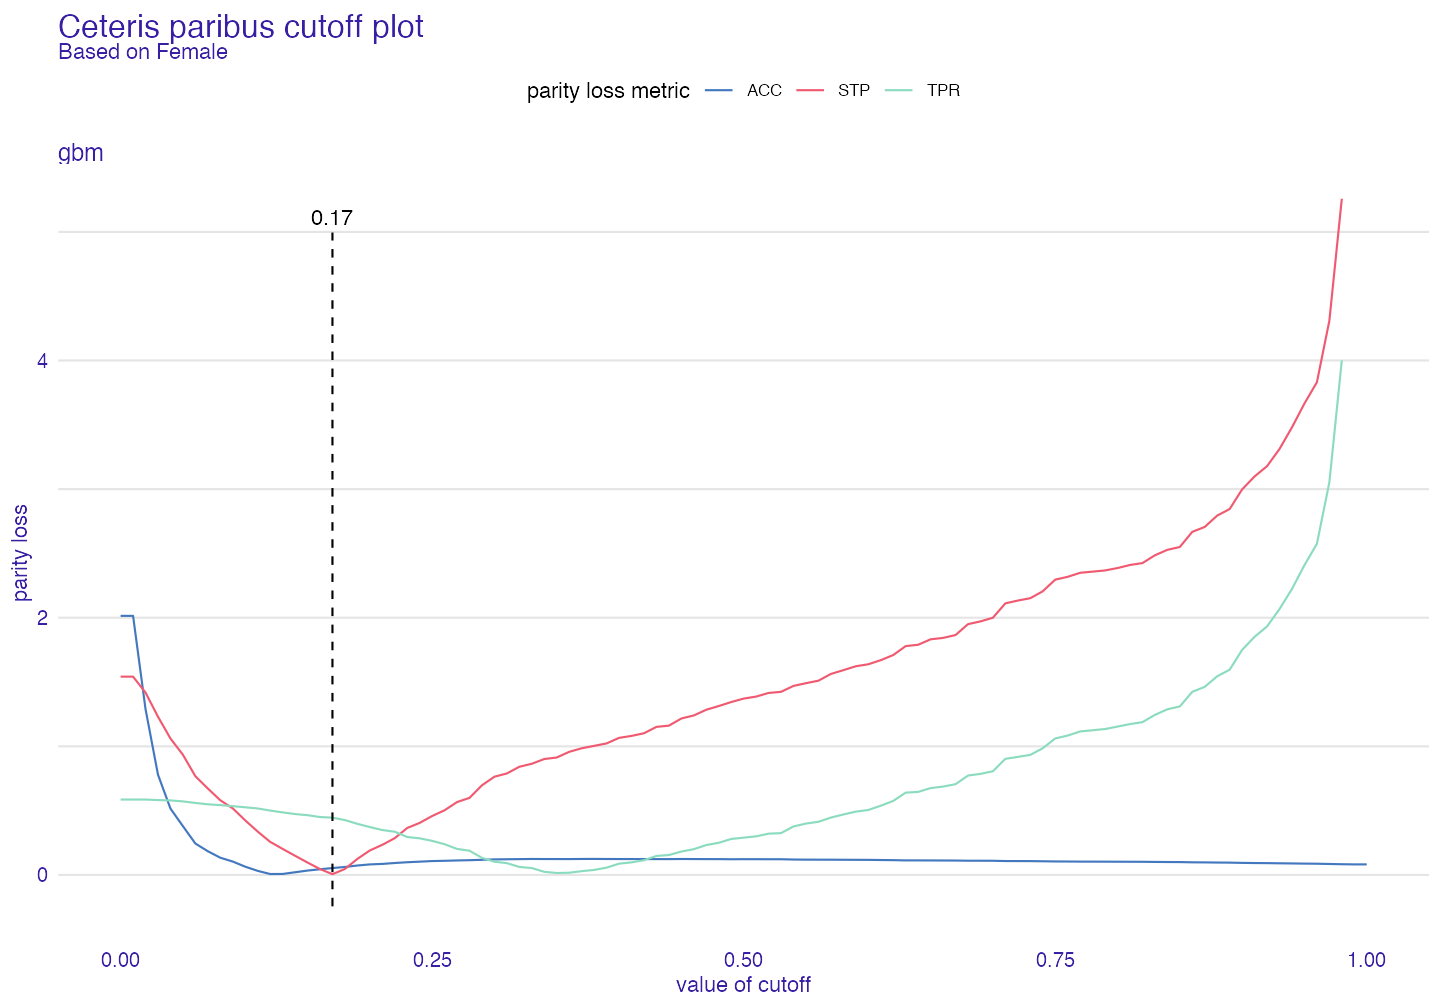 Ceteris paribus cutoff plot
Based on Female
parity loss metric ACC STP TPR
gbm
0.17
4
2
0
parity loss
0.00 0.25 0.50 0.75 1.00
value of cutoff